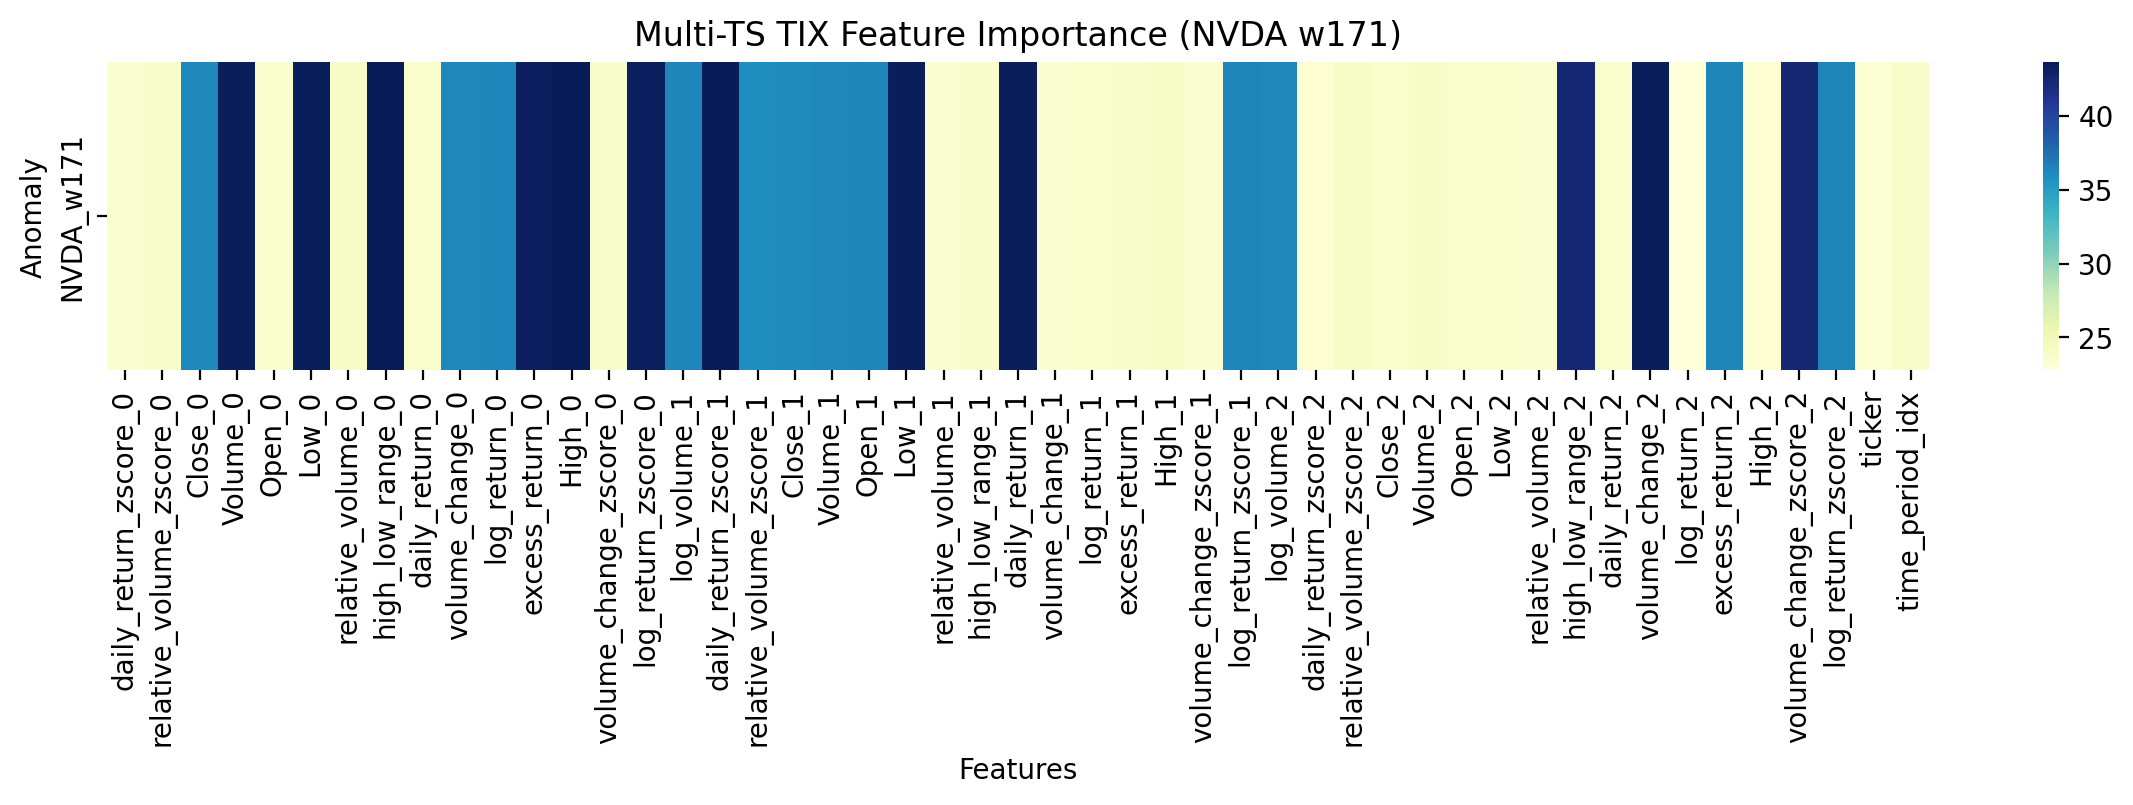 Multi-TS TIX Feature Importance (NVDA w171)
Anomaly
NVDA_w171
40
35
30
25
daily_return_zscore_0
relative_volume_zscore_0
Close_0
Volume_0
Open_0
Low_0
relative_volume_0
high_low_range_0
daily_return_0
volume_change_0
log_return_0
excess_return_0
High_0
volume_change_zscore_0
log_return_zscore_0
log_volume_1
daily_return_zscore_1
relative_volume_zscore_1
Close_1
Volume_1
Open_1
Low_1
relative_volume_1
high_low_range_1
daily_return_1
volume_change_1
log_return_1
excess_return_1
High_1
volume_change_zscore_1
log_return_zscore_1
log_volume_2
daily_return_zscore_2
relative_volume_zscore_2
Close_2
Volume_2
Open_2
Low_2
relative_volume_2
high_low_range_2
daily_return_2
volume_change_2
log_return_2
excess_return_2
High_2
volume_change_zscore_2
log_return_zscore_2
ticker
time_period_idx
Features